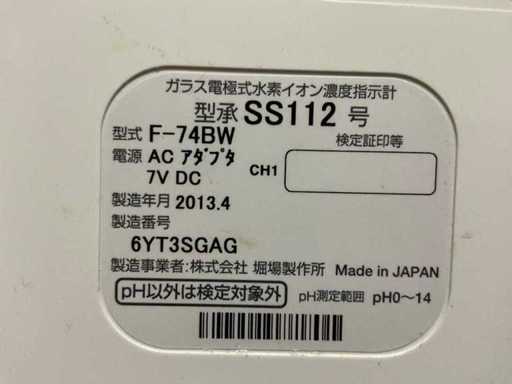 ガラス電極式水素イオン濃度指示計
型承 SS112 号
型式 F-74BW 検定証印等
電源 AC アダプタ CH1
7V DC
製造年月 2013.4
製造番号
6YT3SGAG
製造事業者:株式会社 堀場製作所 Made in JAPAN
pH以外は検定対象外 pH測定範囲 pH0〜14